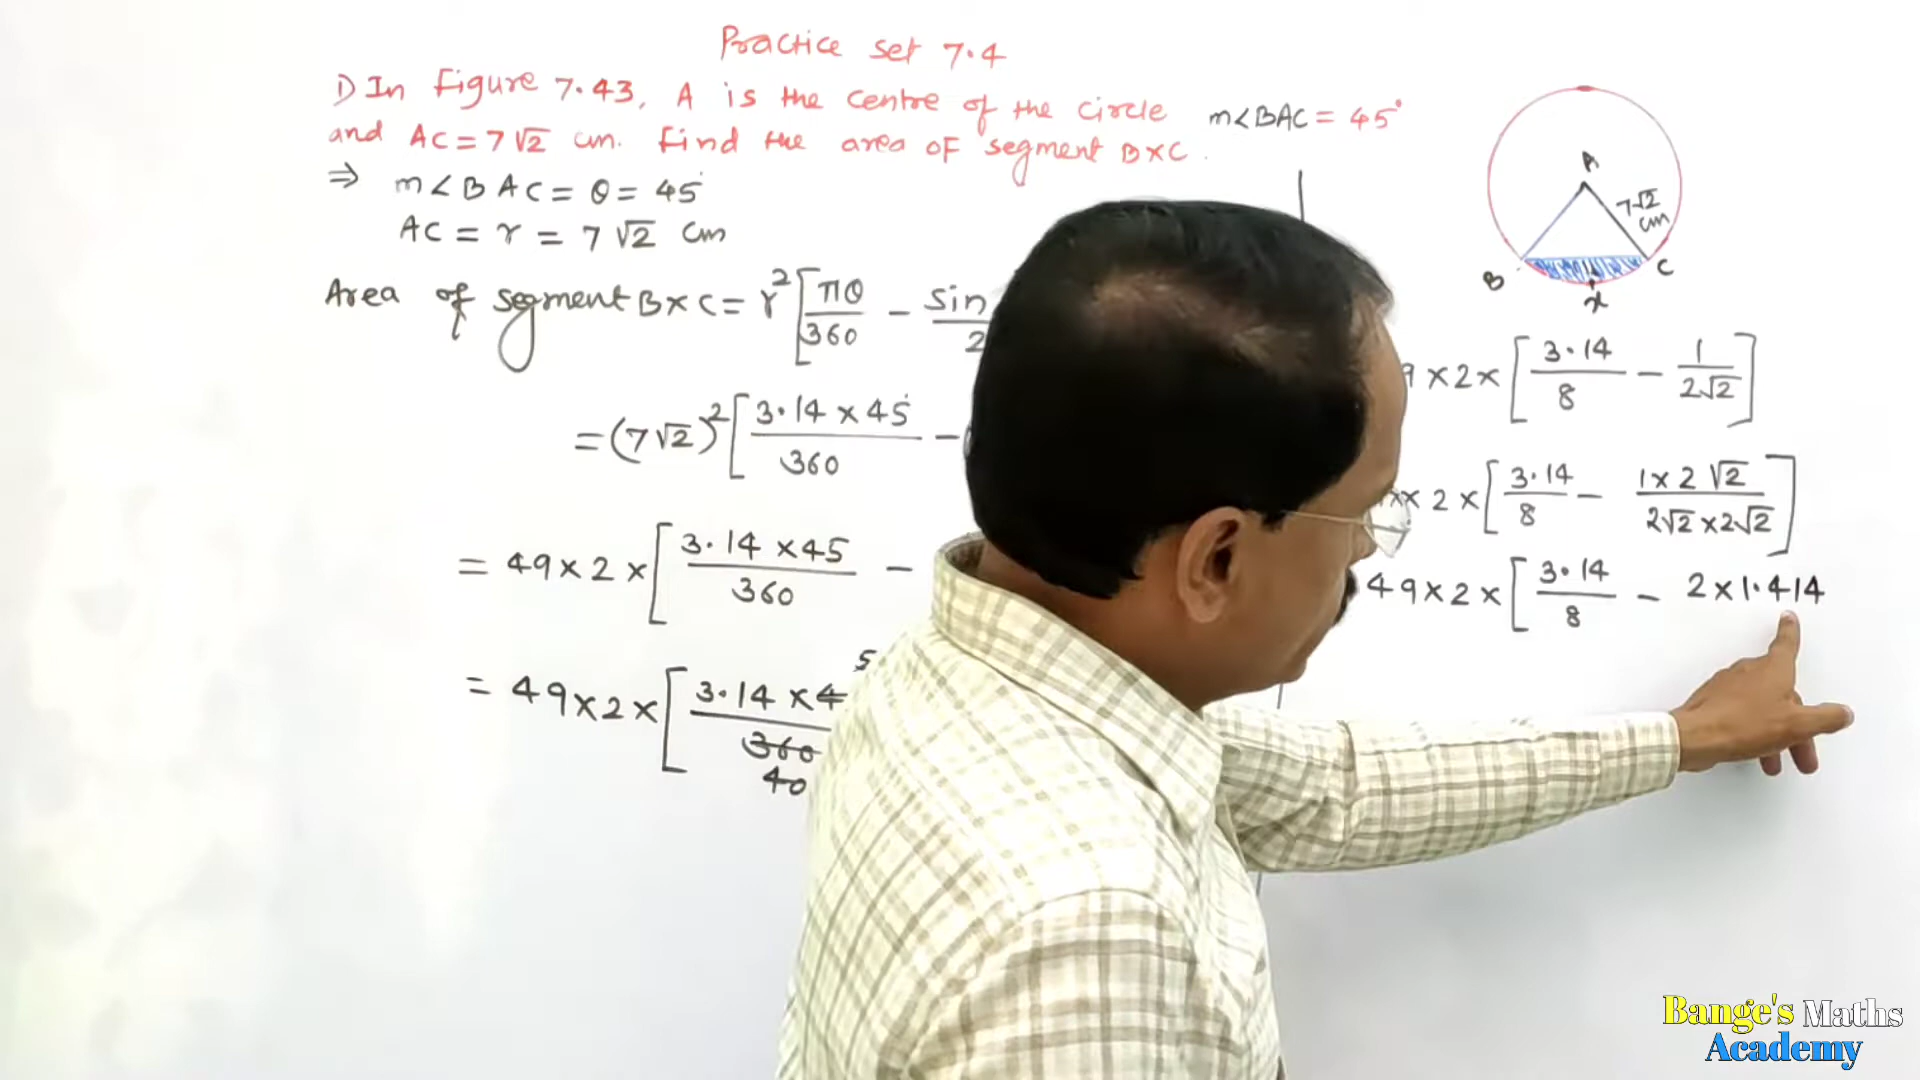 Practice set 7.4
1) In figure 7.43, A is the centre of the circle m∠BAC = 45°
and AC = 7√2 cm. find the area of segment BXC.
⇒ m∠BAC = θ = 45°
AC = r = 7√2 cm
Area of segment BXC = r² [πθ/360 − sin /2
= (7√2)² [3.14 × 45/360 −
= 49 × 2 × [3.14 × 45/360 −
= 49 × 2 × [3.14 × 4 5/360 40
A
7√2 cm
B
C
x
9 × 2 × [3.14/8 − 1/2√2]
× 2 × [3.14/8 − 1 × 2√2/2√2 × 2√2]
49 × 2 × [3.14/8 − 2 × 1.414
Bange's Maths
Academy